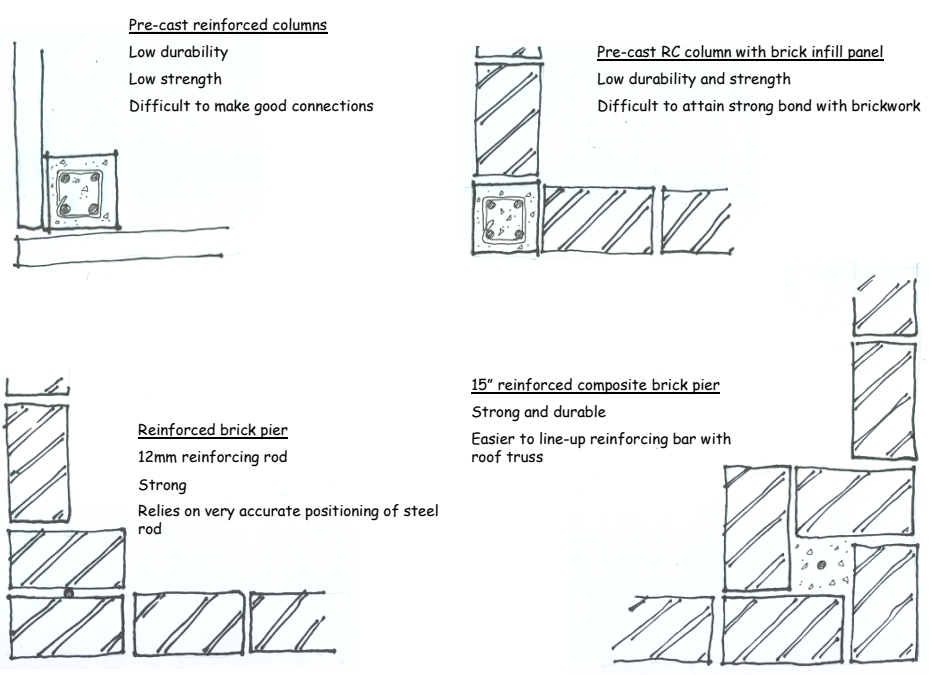 Pre-cast reinforced columns
Low durability
Low strength
Difficult to make good connections
Pre-cast RC column with brick infill panel
Low durability and strength
Difficult to attain strong bond with brickwork
Reinforced brick pier
12mm reinforcing rod
Strong
Relies on very accurate positioning of steel
rod
15” reinforced composite brick pier
Strong and durable
Easier to line-up reinforcing bar with
roof truss